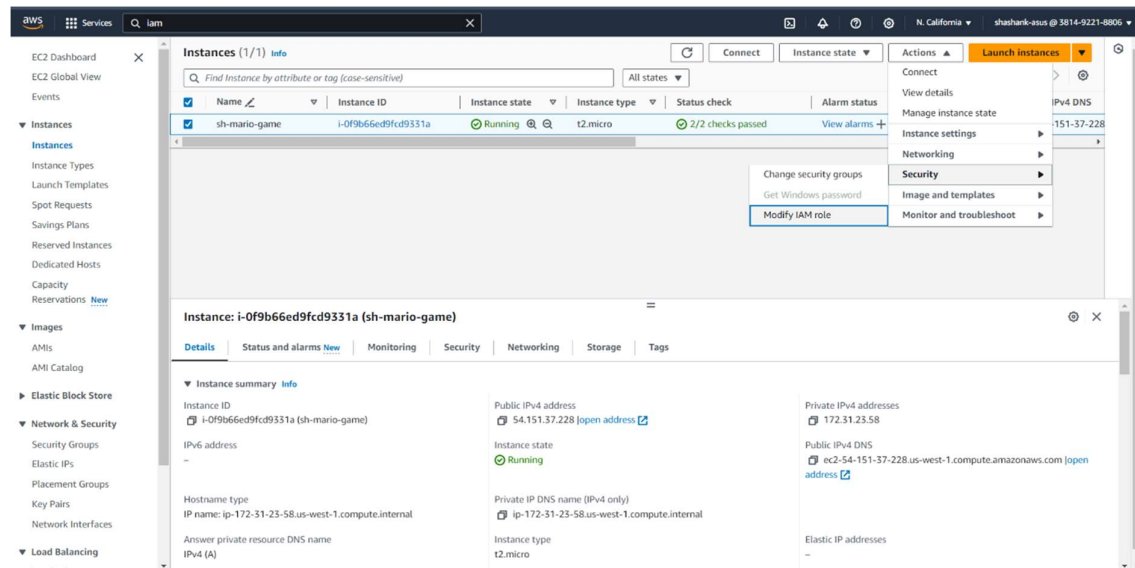 aws Services iam N. California shashank-asus @ 3814-9221-8806
EC2 Dashboard
EC2 Global View
Events
Instances
Instances
Instance Types
Launch Templates
Spot Requests
Savings Plans
Reserved Instances
Dedicated Hosts
Capacity
Reservations New
Images
AMIs
AMI Catalog
Elastic Block Store
Network & Security
Security Groups
Elastic IPs
Placement Groups
Key Pairs
Network Interfaces
Load Balancing
Instances (1/1) Info Connect Instance state Actions Launch instances
Find Instance by attribute or tag (case-sensitive) All states
Name Instance ID Instance state Instance type Status check Alarm status IPv4 DNS
sh-mario-game i-0f9b66ed9fcd9331a Running t2.micro 2/2 checks passed View alarms + -151-37-228
Connect
View details
Manage instance state
Instance settings
Networking
Security
Image and templates
Monitor and troubleshoot
Change security groups
Get Windows password
Modify IAM role
Instance: i-0f9b66ed9fcd9331a (sh-mario-game)
Details Status and alarms New Monitoring Security Networking Storage Tags
Instance summary Info
Instance ID
i-0f9b66ed9fcd9331a (sh-mario-game)
Public IPv4 address
54.151.37.228 |open address
Private IPv4 addresses
172.31.23.58
IPv6 address
–
Instance state
Running
Public IPv4 DNS
ec2-54-151-37-228.us-west-1.compute.amazonaws.com |open
address
Hostname type
IP name: ip-172-31-23-58.us-west-1.compute.internal
Private IP DNS name (IPv4 only)
ip-172-31-23-58.us-west-1.compute.internal
Answer private resource DNS name
IPv4 (A)
Instance type
t2.micro
Elastic IP addresses
–